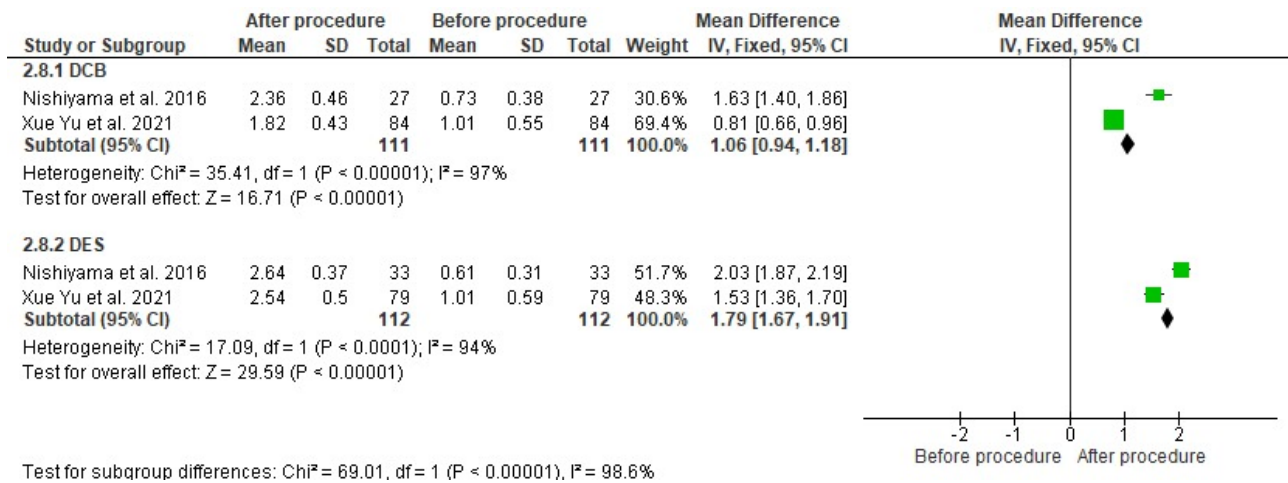 After procedure Before procedure Mean Difference Mean Difference
Study or Subgroup Mean SD Total Mean SD Total Weight IV, Fixed, 95% CI IV, Fixed, 95% CI
2.8.1 DCB
Nishiyama et al. 2016 2.36 0.46 27 0.73 0.38 27 30.6% 1.63 [1.40, 1.86]
Xue Yu et al. 2021 1.82 0.43 84 1.01 0.55 84 69.4% 0.81 [0.66, 0.96]
Subtotal (95% CI) 111 111 100.0% 1.06 [0.94, 1.18]
Heterogeneity: Chi² = 35.41, df = 1 (P < 0.00001); I² = 97%
Test for overall effect: Z = 16.71 (P < 0.00001)
2.8.2 DES
Nishiyama et al. 2016 2.64 0.37 33 0.61 0.31 33 51.7% 2.03 [1.87, 2.19]
Xue Yu et al. 2021 2.54 0.5 79 1.01 0.59 79 48.3% 1.53 [1.36, 1.70]
Subtotal (95% CI) 112 112 100.0% 1.79 [1.67, 1.91]
Heterogeneity: Chi² = 17.09, df = 1 (P < 0.0001); I² = 94%
Test for overall effect: Z = 29.59 (P < 0.00001)
-2 -1 0 1 2
Before procedure After procedure
Test for subgroup differences: Chi² = 69.01, df = 1 (P < 0.00001), I² = 98.6%